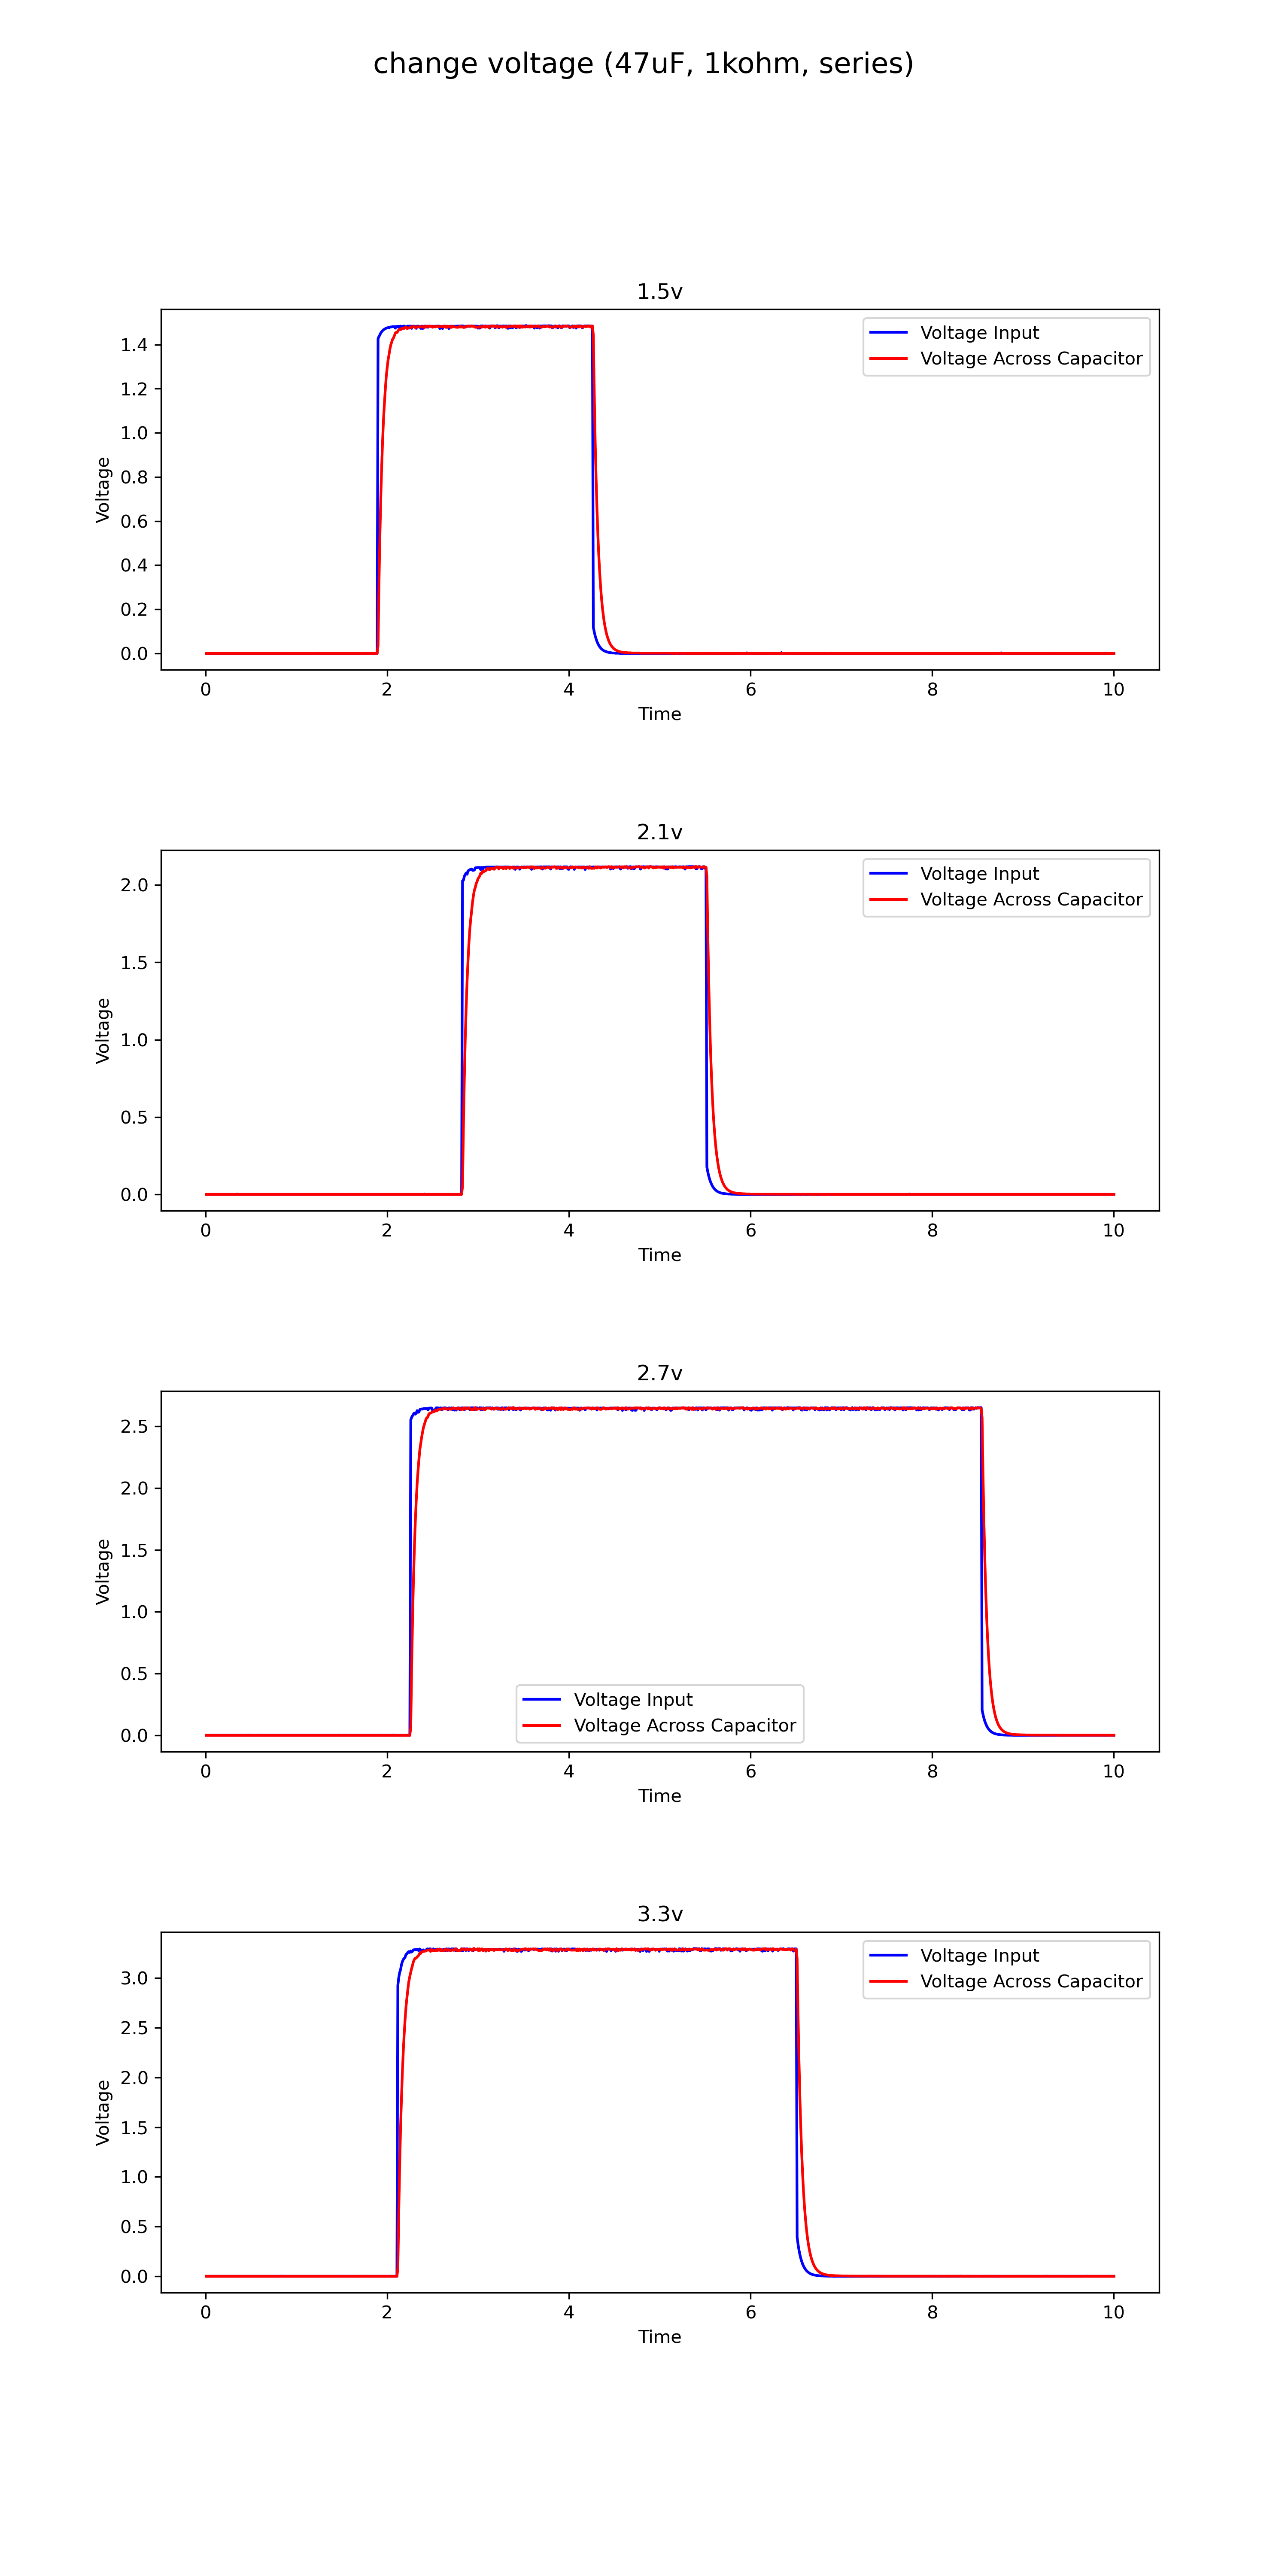 change voltage (47uF, 1kohm, series)
1.5v
Voltage Input
Voltage Across Capacitor
1.4
1.2
1.0
0.8
0.6
0.4
0.2
0.0
Voltage
0 2 4 6 8 10
Time
2.1v
Voltage Input
Voltage Across Capacitor
2.0
1.5
1.0
0.5
0.0
Voltage
0 2 4 6 8 10
Time
2.7v
2.5
2.0
1.5
1.0
0.5
0.0
Voltage
Voltage Input
Voltage Across Capacitor
0 2 4 6 8 10
Time
3.3v
Voltage Input
Voltage Across Capacitor
3.0
2.5
2.0
1.5
1.0
0.5
0.0
Voltage
0 2 4 6 8 10
Time